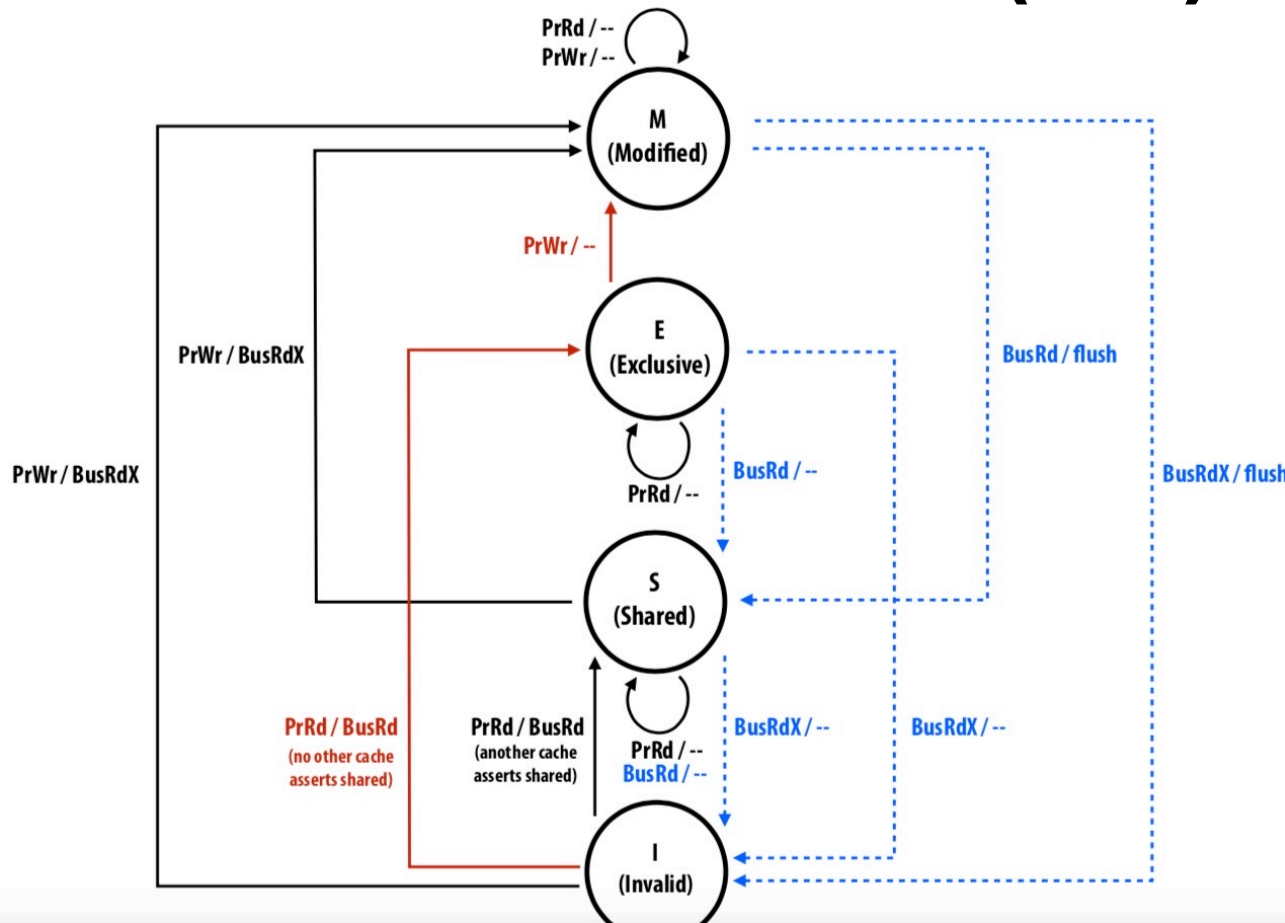 PrRd / --
PrWr / --
M
(Modified)
PrWr / --
E
(Exclusive)
PrWr / BusRdX
BusRd / flush
PrWr / BusRdX
BusRd / --
BusRdX / flush
PrRd / --
S
(Shared)
PrRd / BusRd
(no other cache
asserts shared)
PrRd / BusRd
(another cache
asserts shared)
PrRd / --
BusRd / --
BusRdX / --
BusRdX / --
I
(Invalid)